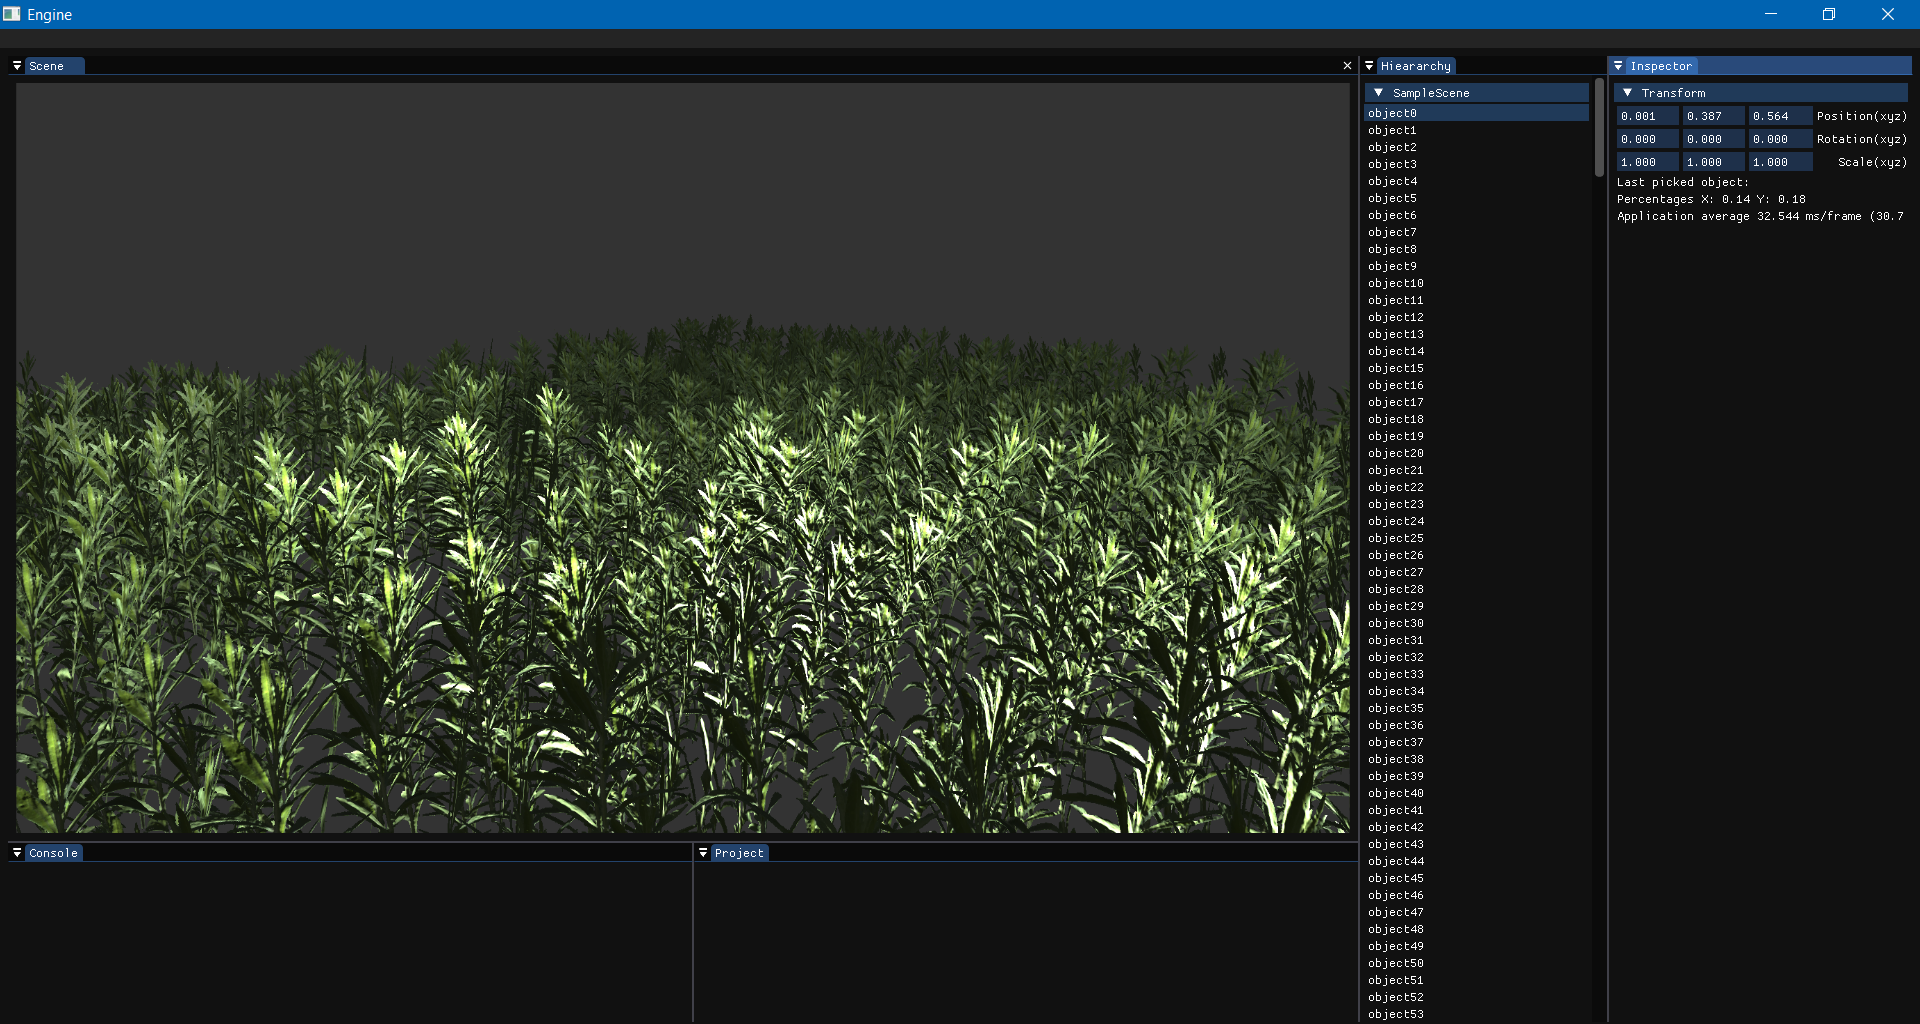 Engine
Scene
Hieararchy
SampleScene
object0
object1
object2
object3
object4
object5
object6
object7
object8
object9
object10
object11
object12
object13
object14
object15
object16
object17
object18
object19
object20
object21
object22
object23
object24
object25
object26
object27
object28
object29
object30
object31
object32
object33
object34
object35
object36
object37
object38
object39
object40
object41
object42
object43
object44
object45
object46
object47
object48
object49
object50
object51
object52
object53
Inspector
Transform
0.001 0.387 0.564 Position(xyz)
0.000 0.000 0.000 Rotation(xyz)
1.000 1.000 1.000 Scale(xyz)
Last picked object:
Percentages X: 0.14 Y: 0.18
Application average 32.544 ms/frame (30.7
Console
Project